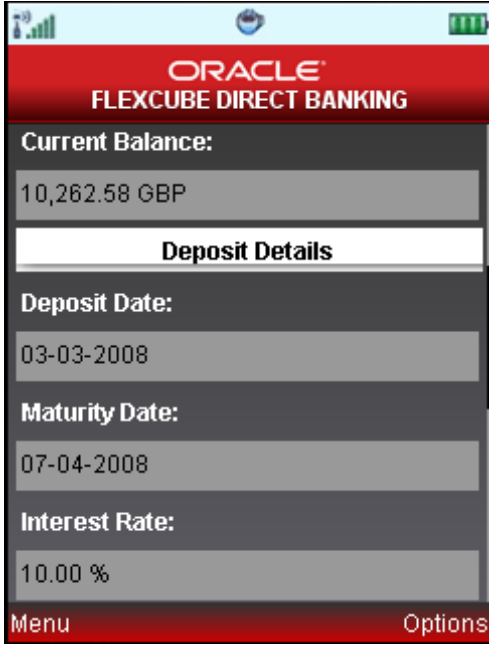 ORACLE®
FLEXCUBE DIRECT BANKING
Current Balance:
10,262.58 GBP
Deposit Details
Deposit Date:
03-03-2008
Maturity Date:
07-04-2008
Interest Rate:
10.00 %
Menu Options